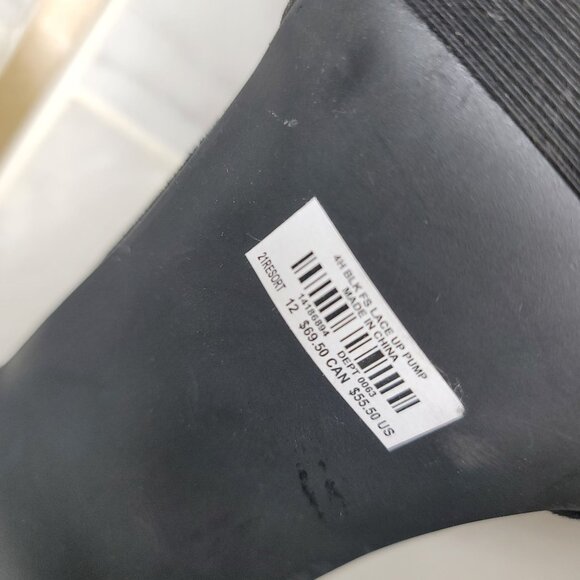 4H BLK FS LACE UP PUMP
MADE IN CHINA
21RESORT
14186894 DEPT 0063
12 $69.50 CAN $55.50 US